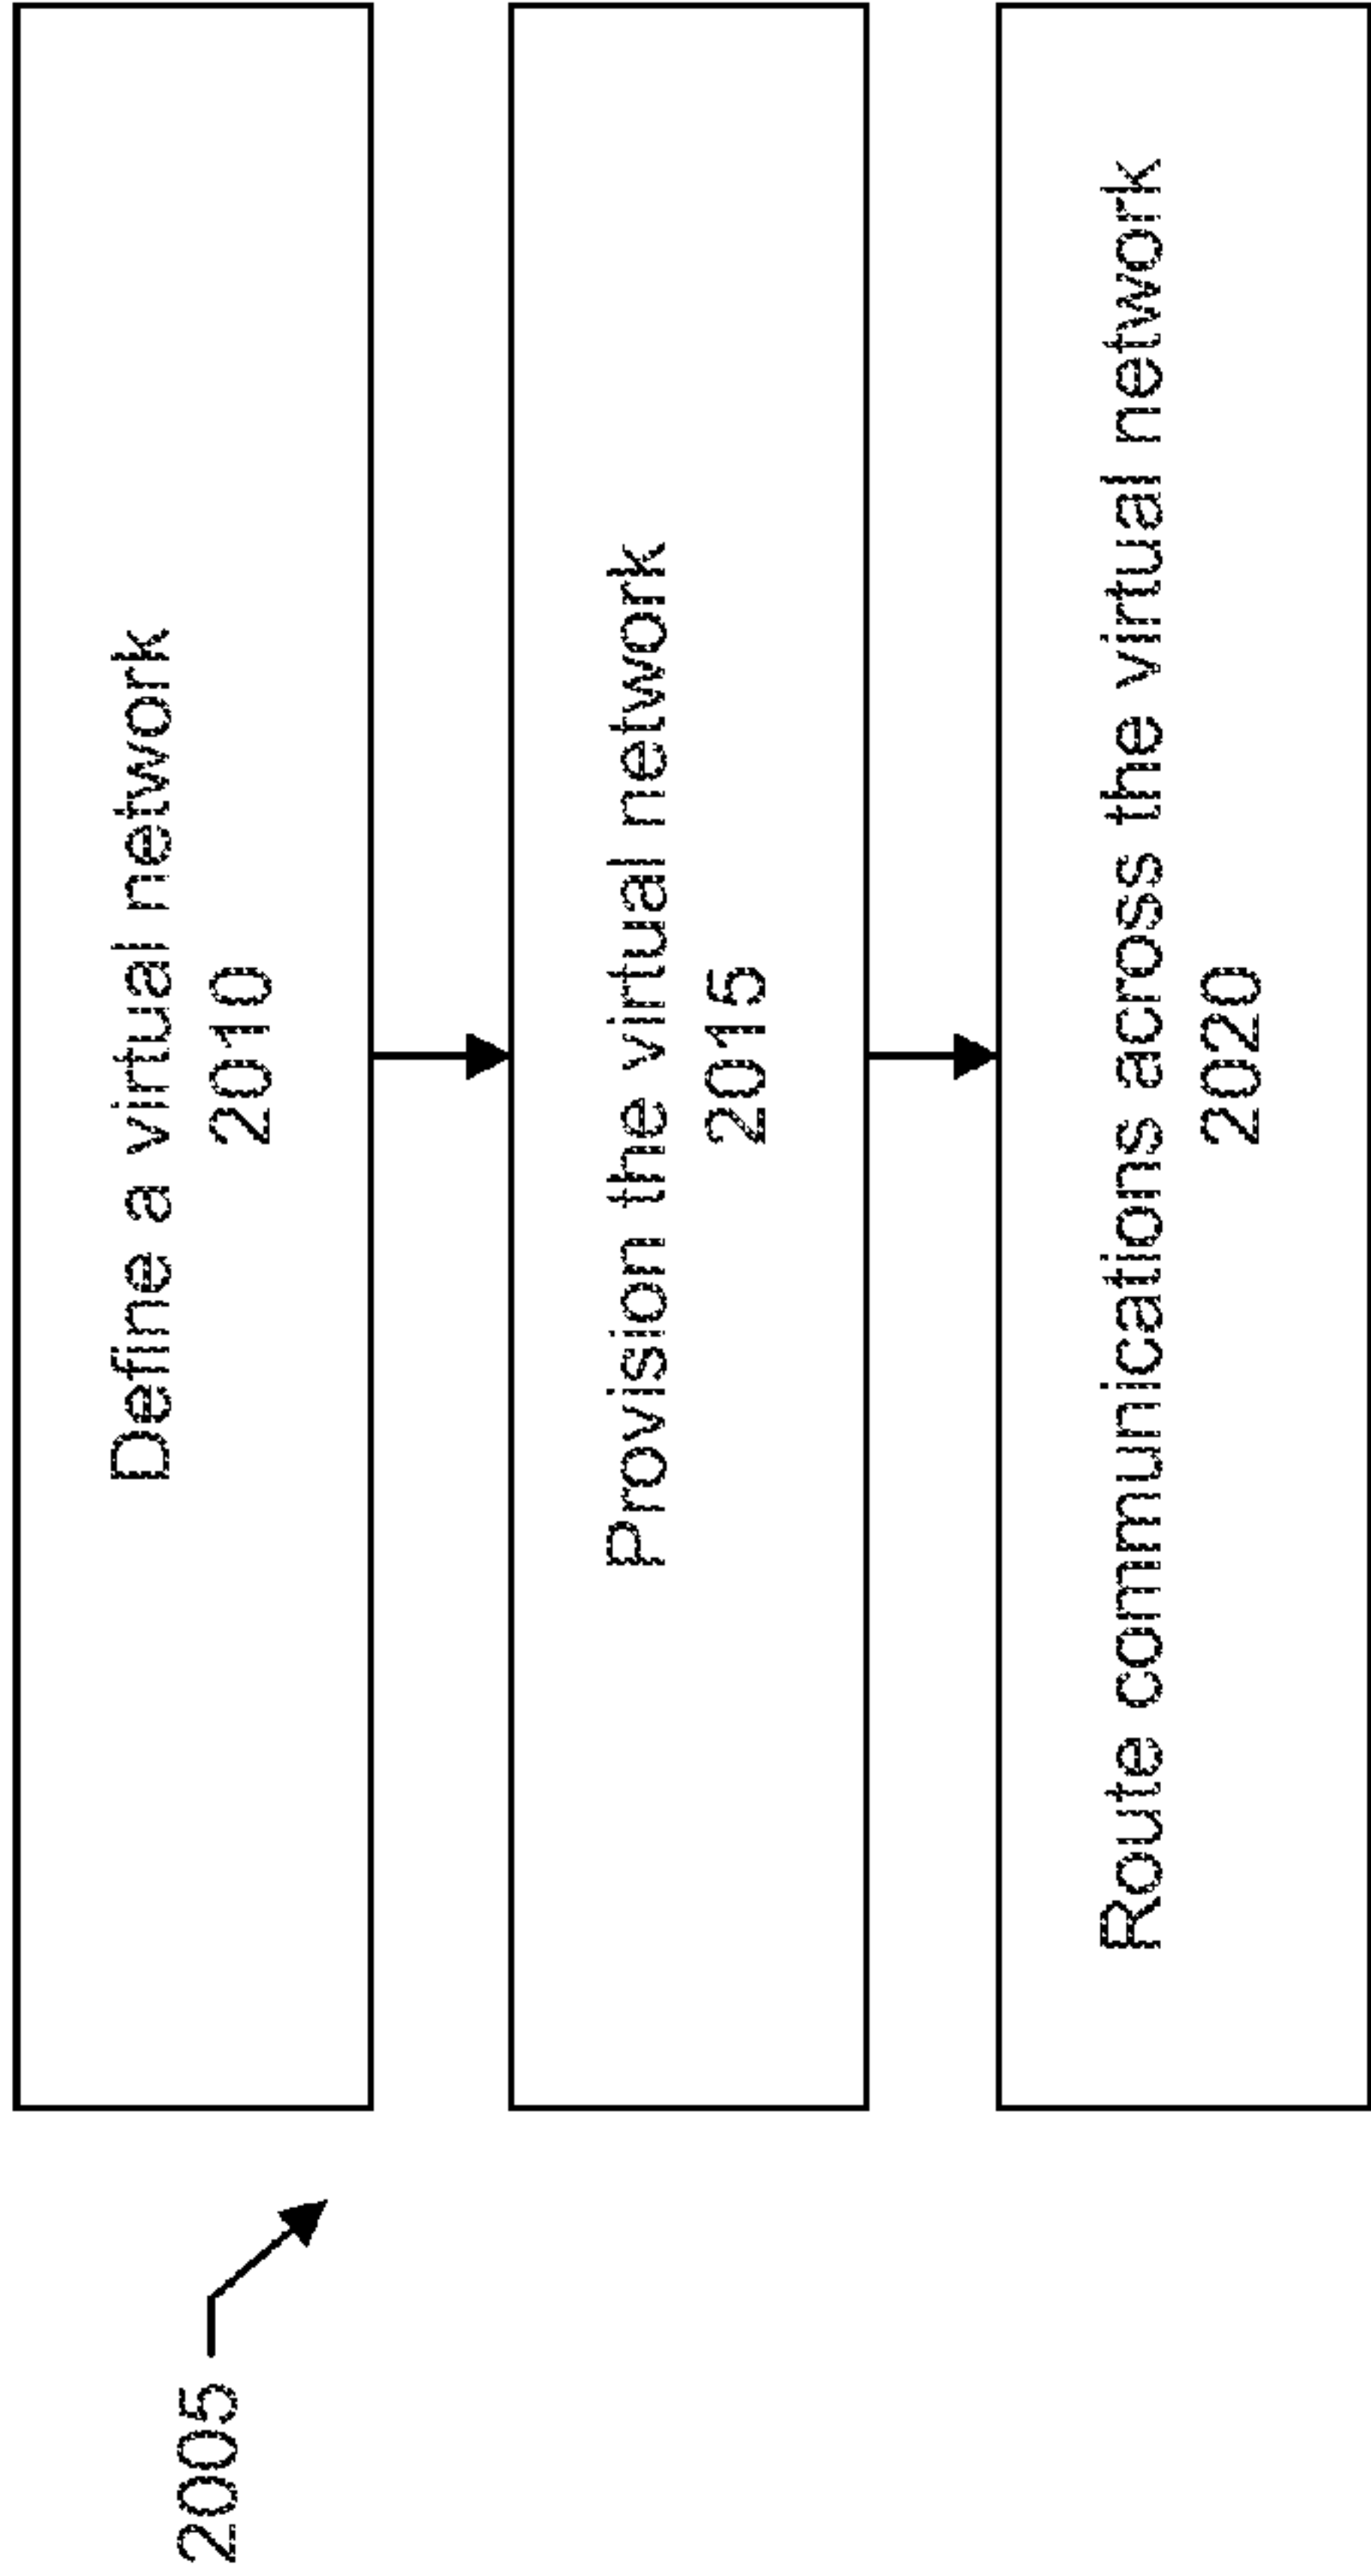 2005
Define a virtual network
2010
Provision the virtual network
2015
Route communications across the virtual network
2020